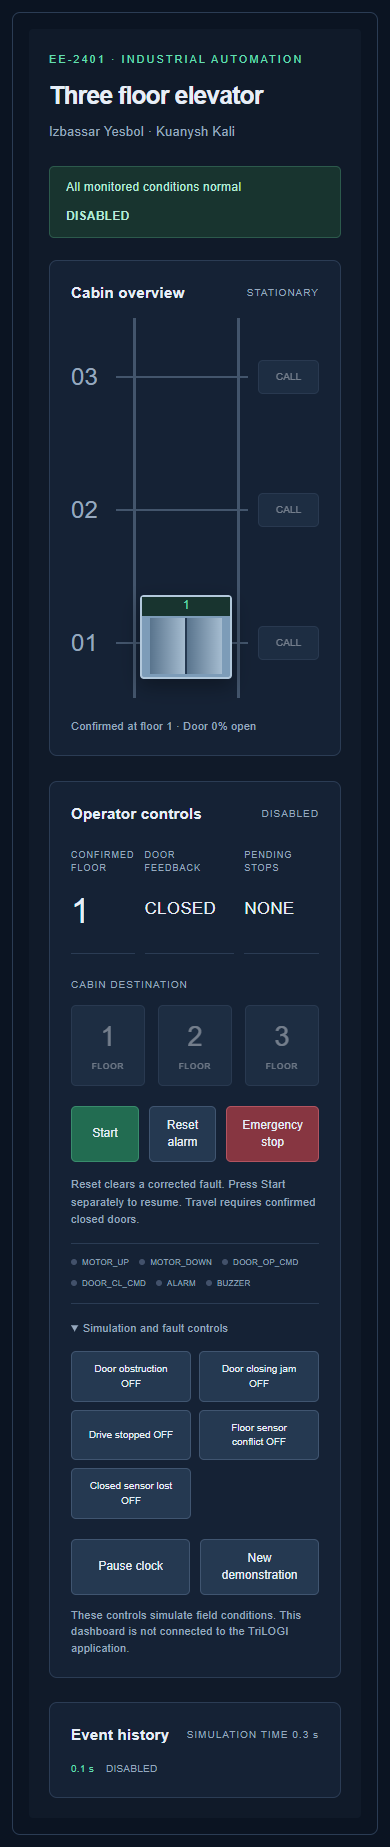 EE-2401 · INDUSTRIAL AUTOMATION
Three floor elevator
Izbassar Yesbol · Kuanysh Kali
All monitored conditions normal
DISABLED
Cabin overview
STATIONARY
03
CALL
02
CALL
1
01
CALL
Confirmed at floor 1 · Door 0% open
Operator controls
DISABLED
CONFIRMED
FLOOR
1
DOOR
FEEDBACK
CLOSED
PENDING
STOPS
NONE
CABIN DESTINATION
1
FLOOR
2
FLOOR
3
FLOOR
Start
Reset
alarm
Emergency
stop
Reset clears a corrected fault. Press Start
separately to resume. Travel requires confirmed
closed doors.
MOTOR_UP
MOTOR_DOWN
DOOR_OP_CMD
DOOR_CL_CMD
ALARM
BUZZER
▼ Simulation and fault controls
Door obstruction
OFF
Door closing jam
OFF
Drive stopped OFF
Floor sensor
conflict OFF
Closed sensor lost
OFF
Pause clock
New
demonstration
These controls simulate field conditions. This
dashboard is not connected to the TriLOGI
application.
Event history
SIMULATION TIME 0.3 s
0.1 s DISABLED